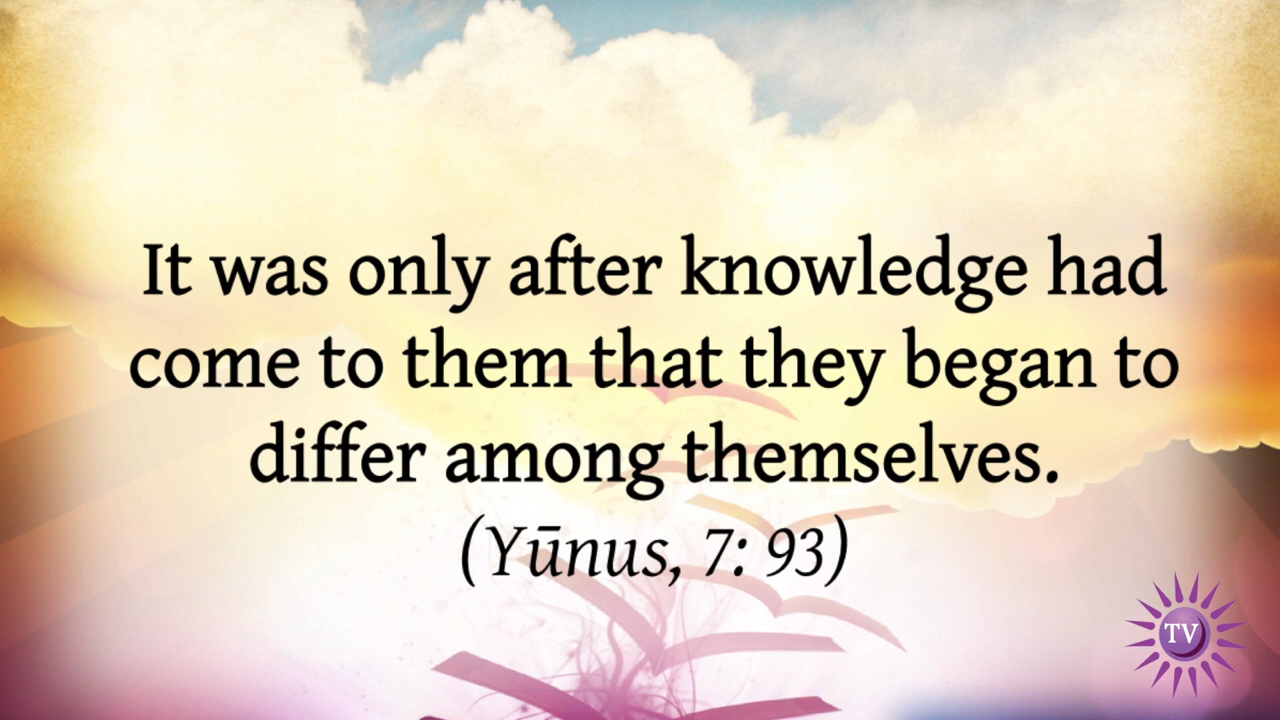 It was only after knowledge had
come to them that they began to
differ among themselves.
(Yūnus, 7: 93)
TV